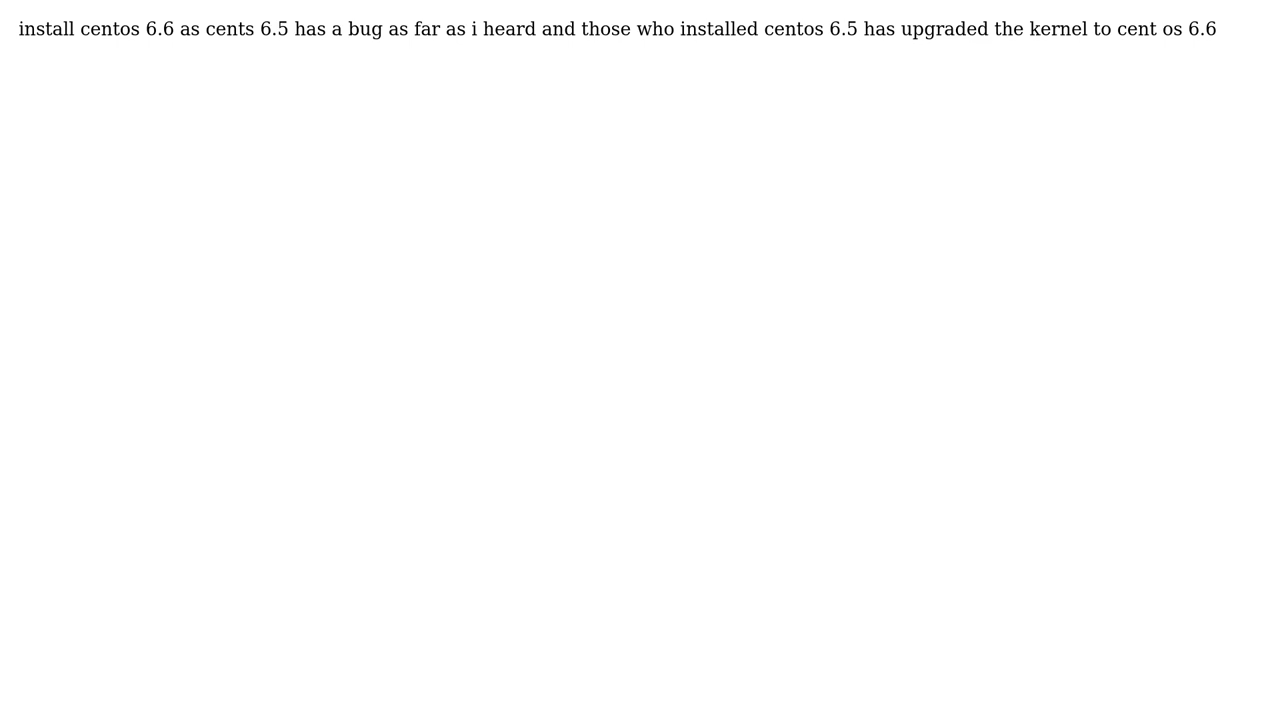 install centos 6.6 as cents 6.5 has a bug as far as i heard and those who installed centos 6.5 has upgraded the kernel to cent os 6.6